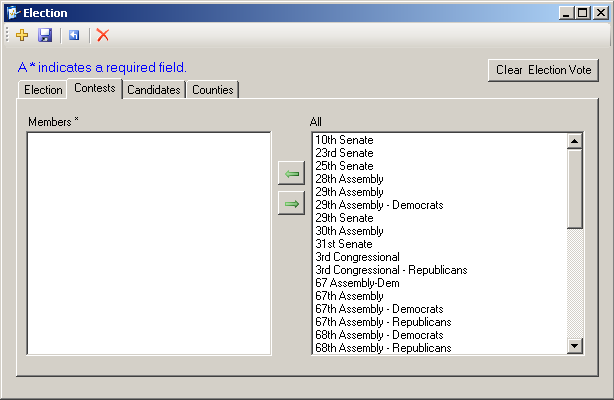 Election
A * indicates a required field.
Clear Election Vote
Election Contests Candidates Counties
Members *
All
10th Senate
23rd Senate
25th Senate
28th Assembly
29th Assembly
29th Assembly - Democrats
29th Senate
30th Assembly
31st Senate
3rd Congressional
3rd Congressional - Republicans
67 Assembly-Dem
67th Assembly
67th Assembly - Democrats
67th Assembly - Republicans
68th Assembly - Democrats
68th Assembly - Republicans